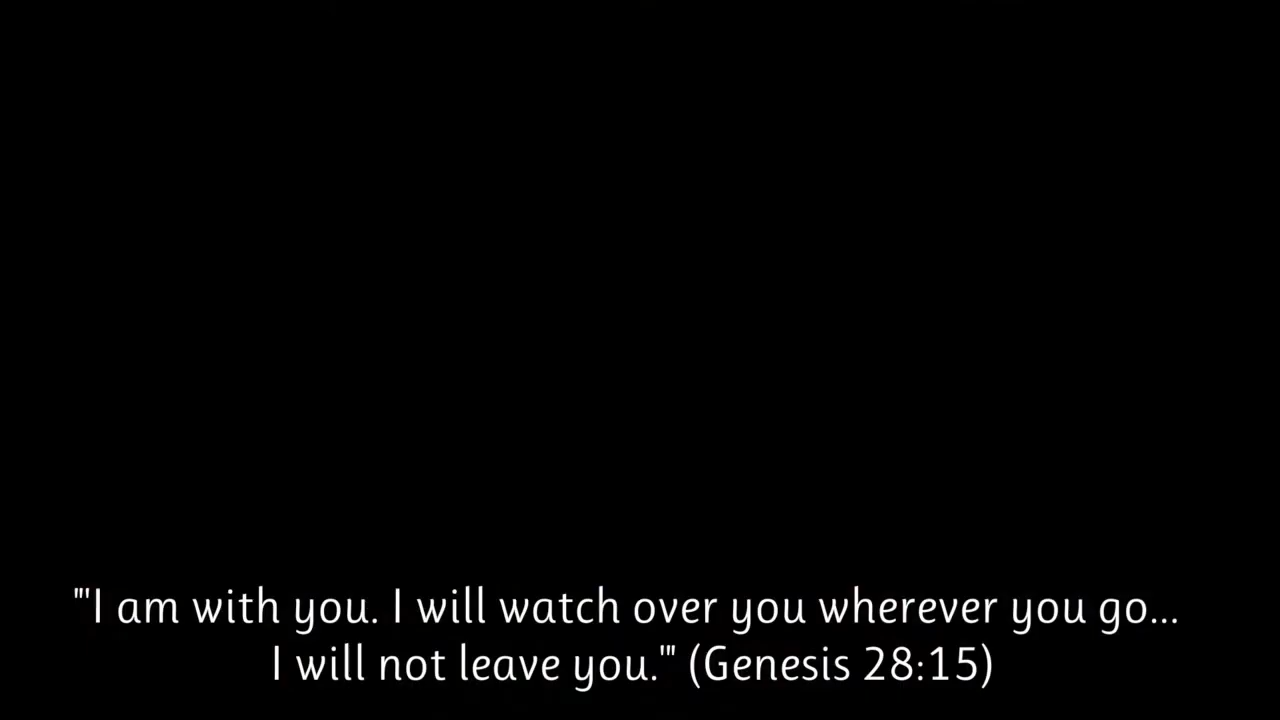 "'I am with you. I will watch over you wherever you go...
I will not leave you.'" (Genesis 28:15)